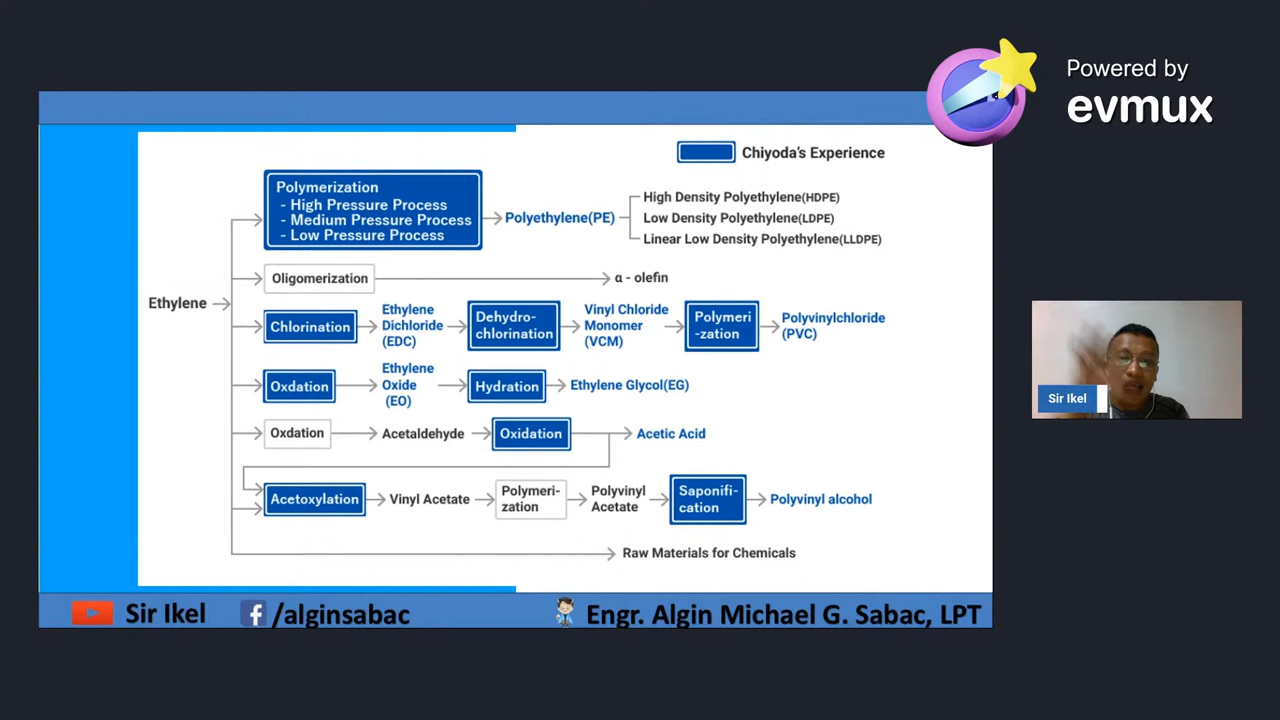 Powered by
evmux
Chiyoda's Experience
Polymerization
- High Pressure Process
- Medium Pressure Process
- Low Pressure Process
Polyethylene(PE)
High Density Polyethylene(HDPE)
Low Density Polyethylene(LDPE)
Linear Low Density Polyethylene(LLDPE)
Ethylene
Oligomerization
α - olefin
Chlorination
Ethylene
Dichloride
(EDC)
Dehydro-
chlorination
Vinyl Chloride
Monomer
(VCM)
Polymeri
-zation
Polyvinylchloride
(PVC)
Oxdation
Ethylene
Oxide
(EO)
Hydration
Ethylene Glycol(EG)
Oxdation
Acetaldehyde
Oxidation
Acetic Acid
Acetoxylation
Vinyl Acetate
Polymeri-
zation
Polyvinyl
Acetate
Saponifi-
cation
Polyvinyl alcohol
Raw Materials for Chemicals
Sir Ikel
Sir Ikel
/alginsabac
Engr. Algin Michael G. Sabac, LPT